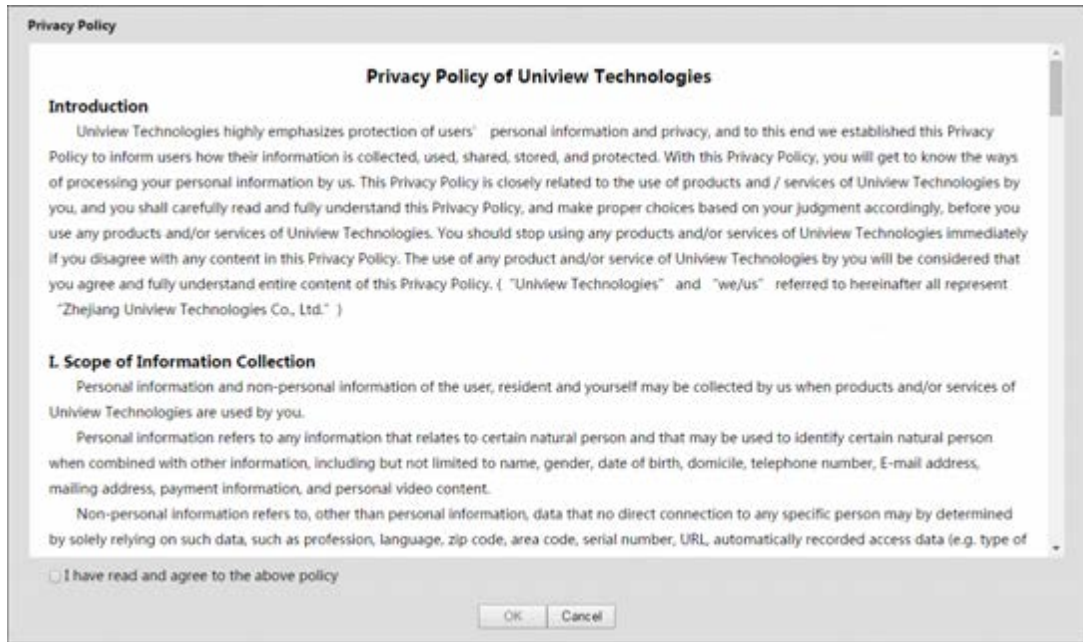 Privacy Policy
Privacy Policy of Uniview Technologies
Introduction
Uniview Technologies highly emphasizes protection of users' personal information and privacy, and to this end we established this Privacy
Policy to inform users how their information is collected, used, shared, stored, and protected. With this Privacy Policy, you will get to know the ways
of processing your personal information by us. This Privacy Policy is closely related to the use of products and / services of Uniview Technologies by
you, and you shall carefully read and fully understand this Privacy Policy, and make proper choices based on your judgment accordingly, before you
use any products and/or services of Uniview Technologies. You should stop using any products and/or services of Uniview Technologies immediately
if you disagree with any content in this Privacy Policy. The use of any product and/or service of Uniview Technologies by you will be considered that
you agree and fully understand entire content of this Privacy Policy. ( "Uniview Technologies" and "we/us" referred to hereinafter all represent
"Zhejiang Uniview Technologies Co., Ltd." )
I. Scope of Information Collection
Personal information and non-personal information of the user, resident and yourself may be collected by us when products and/or services of
Uniview Technologies are used by you.
Personal information refers to any information that relates to certain natural person and that may be used to identify certain natural person
when combined with other information, including but not limited to name, gender, date of birth, domicile, telephone number, E-mail address,
mailing address, payment information, and personal video content.
Non-personal information refers to, other than personal information, data that no direct connection to any specific person may by determined
by solely relying on such data, such as profession, language, zip code, area code, serial number, URL, automatically recorded access data (e.g. type of
I have read and agree to the above policy
OK Cancel